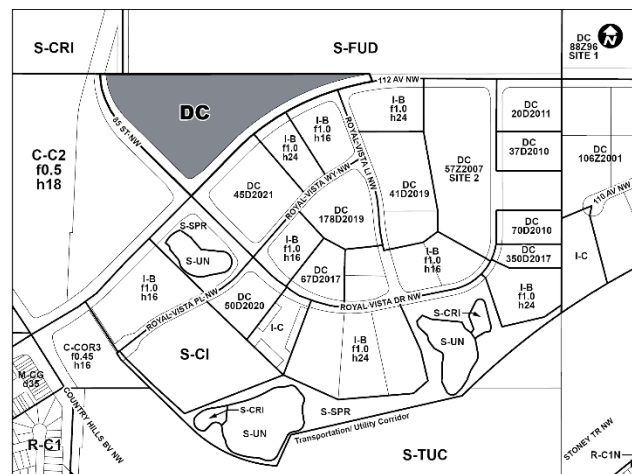 S-CRI
S-FUD
DC
88Z96
SITE 1
N
112 AV NW
DC
85 ST NW
C-C2
f0.5
h18
I-B
f1.0
h24
I-B
f1.0
h16
ROYAL-VISTA LI NW
I-B
f1.0
h24
DC
57Z2007
SITE 2
DC
20D2011
DC
37D2010
DC
106Z2001
110 AV NW
DC
45D2021
ROYAL-VISTA WY NW
DC
178D2019
DC
41D2019
DC
70D2010
DC
350D2017
I-C
S-SPR
S-UN
I-B
f1.0
h16
DC
67D2017
I-B
f1.0
h16
I-B
f1.0
h24
I-B
f1.0
h16
ROYAL-VISTA PL NW
DC
50D2020
ROYAL-VISTA DR NW
S-CRI
S-UN
I-C
I-B
f1.0
h24
C-COR3
f0.45
h16
S-CI
M-CG
d35
COUNTRY HILLS BV NW
R-C1
S-CRI
S-UN
S-SPR
Transportation/ Utility Corridor
S-TUC
STONEY TR NW
R-C1N